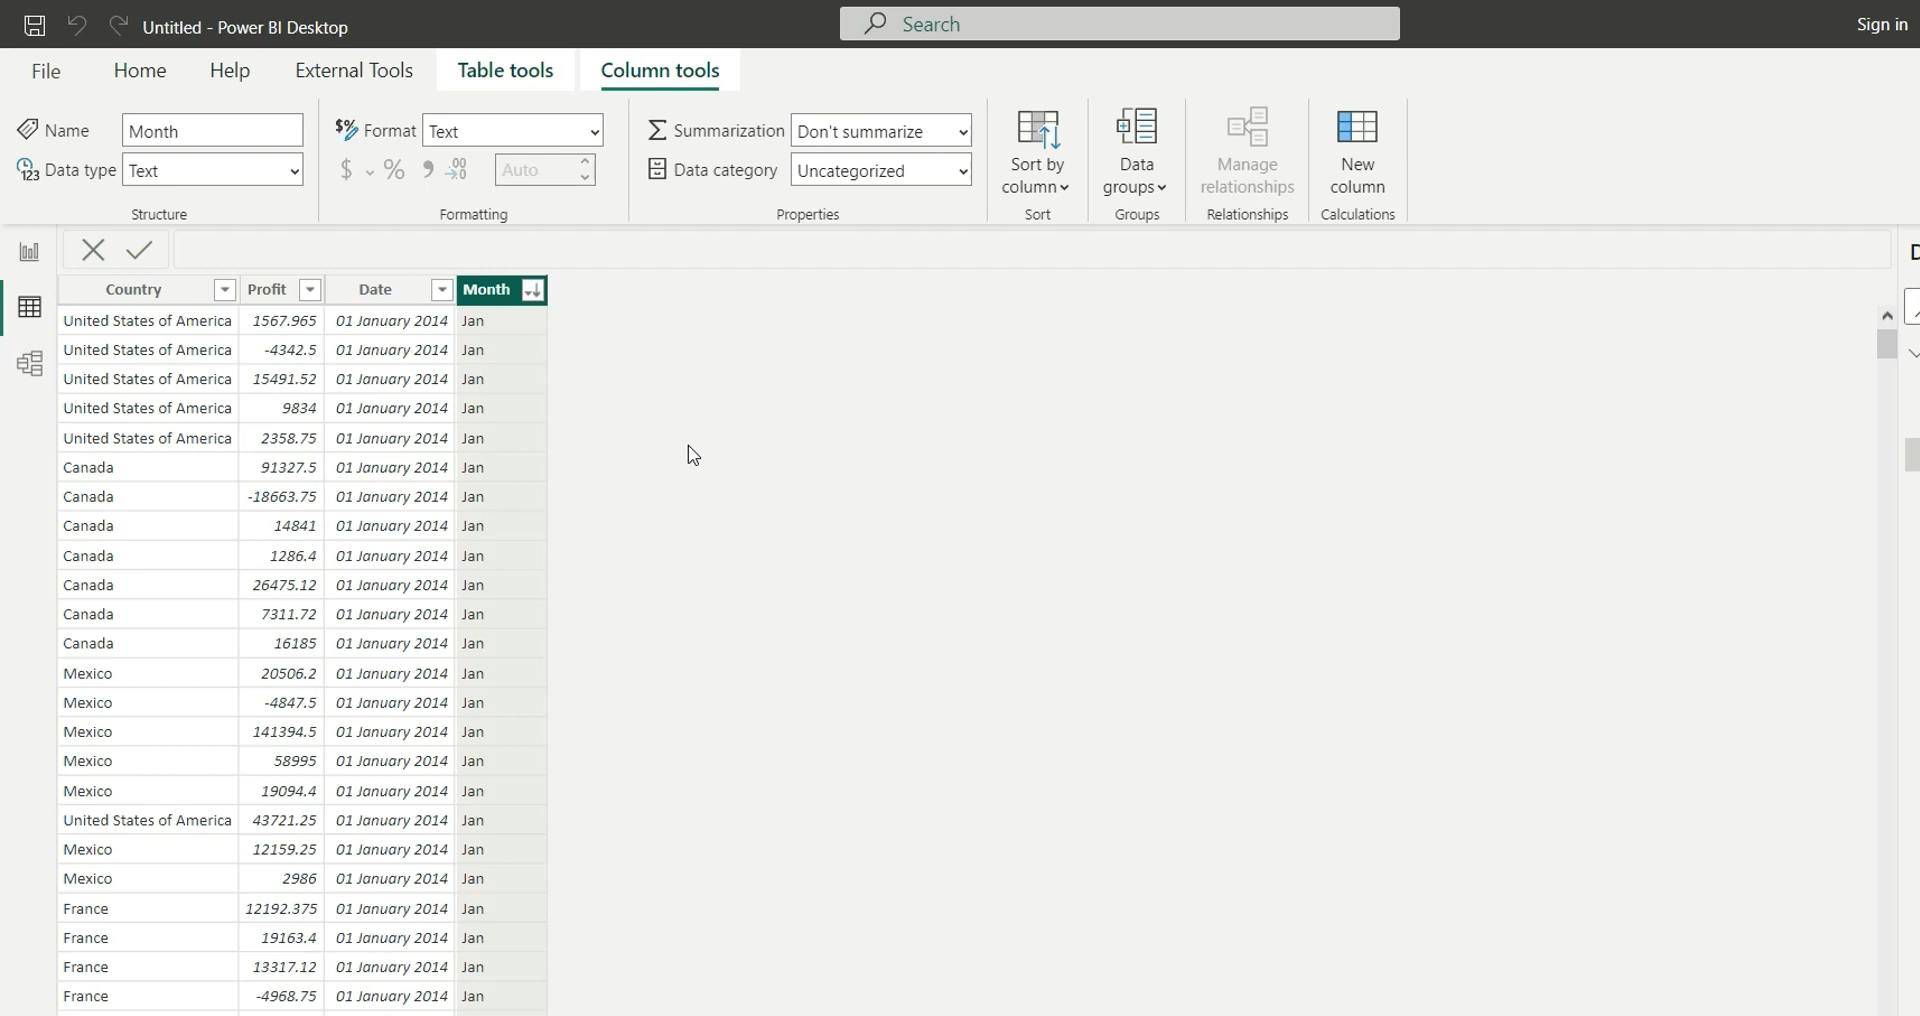 Untitled - Power BI Desktop
Search
Sign in
File
Home
Help
External Tools
Table tools
Column tools
Name
Month
$% Format
Text
Summarization
Don't summarize
Data type
Text
$ % 9 .00
Auto
Data category
Uncategorized
Sort by
column
Data
groups
Manage
relationships
New
column
Structure
Formatting
Properties
Sort
Groups
Relationships
Calculations
Country Profit Date Month
United States of America 1567.965 01 January 2014 Jan
United States of America -4342.5 01 January 2014 Jan
United States of America 15491.52 01 January 2014 Jan
United States of America 9834 01 January 2014 Jan
United States of America 2358.75 01 January 2014 Jan
Canada 91327.5 01 January 2014 Jan
Canada -18663.75 01 January 2014 Jan
Canada 14841 01 January 2014 Jan
Canada 1286.4 01 January 2014 Jan
Canada 26475.12 01 January 2014 Jan
Canada 7311.72 01 January 2014 Jan
Canada 16185 01 January 2014 Jan
Mexico 20506.2 01 January 2014 Jan
Mexico -4847.5 01 January 2014 Jan
Mexico 141394.5 01 January 2014 Jan
Mexico 58995 01 January 2014 Jan
Mexico 19094.4 01 January 2014 Jan
United States of America 43721.25 01 January 2014 Jan
Mexico 12159.25 01 January 2014 Jan
Mexico 2986 01 January 2014 Jan
France 12192.375 01 January 2014 Jan
France 19163.4 01 January 2014 Jan
France 13317.12 01 January 2014 Jan
France -4968.75 01 January 2014 Jan